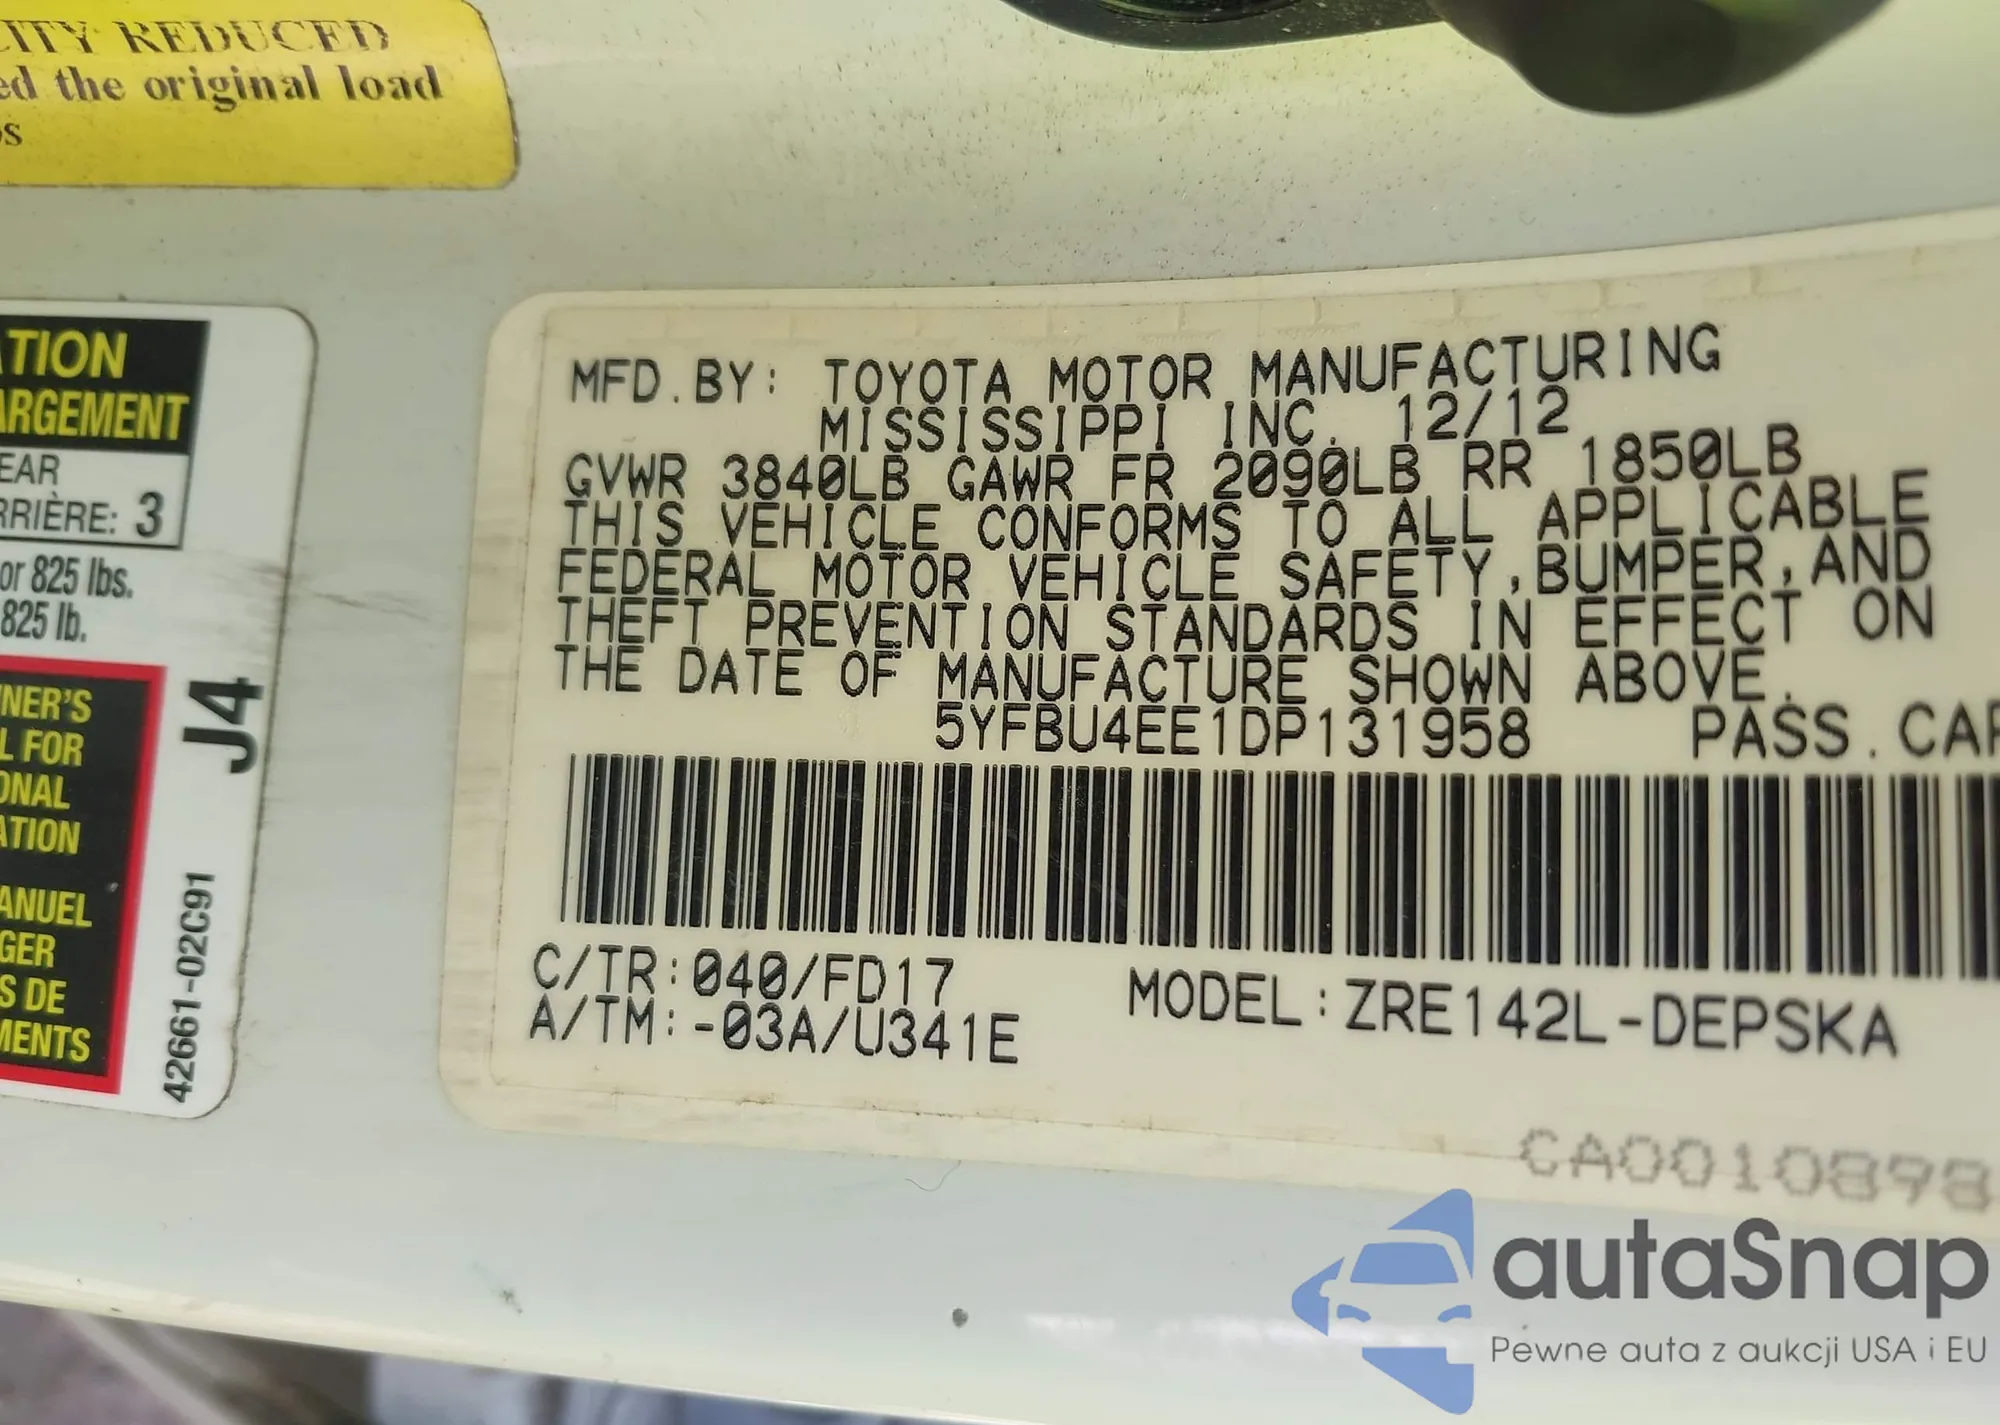 CITY REDUCED
ed the original load
os
ATION
ARGEMENT
EAR
RRIÈRE: 3
or 825 lbs.
825 lb.
NER'S
L FOR
ONAL
ATION
ANUEL
GER
S DE
MENTS
J4
42661-02C91
MFD.BY: TOYOTA MOTOR MANUFACTURING
MISSISSIPPI INC. 12/12
GVWR 3840LB GAWR FR 2090LB RR 1850LB
THIS VEHICLE CONFORMS TO ALL APPLICABLE
FEDERAL MOTOR VEHICLE SAFETY,BUMPER,AND
THEFT PREVENTION STANDARDS IN EFFECT ON
THE DATE OF MANUFACTURE SHOWN ABOVE.
5YFBU4EE1DP131958 PASS.CAR
C/TR:040/FD17
A/TM:-03A/U341E
MODEL:ZRE142L-DEPSKA
CA0010898
autaSnap
Pewne auta z aukcji USA i EU